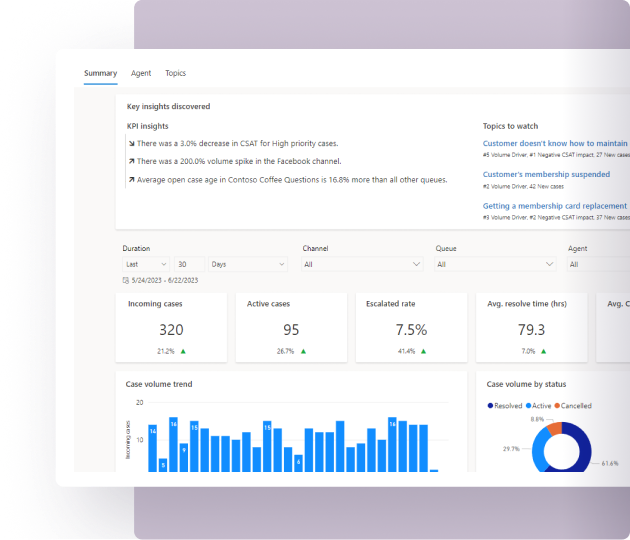 Summary Agent Topics
Key insights discovered
KPI insights
There was a 3.0% decrease in CSAT for High priority cases.
There was a 200.0% volume spike in the Facebook channel.
Average open case age in Contoso Coffee Questions is 16.8% more than all other queues.
Topics to watch
Customer doesn't know how to maintain
#5 Volume Driver, #1 Negative CSAT impact, 27 New cases
Customer's membership suspended
#2 Volume Driver, 42 New cases
Getting a membership card replacement
#3 Volume Driver, #2 Negative CSAT impact, 37 New cases
Duration Channel Queue Agent
Last 30 Days All All All
5/24/2023 - 6/22/2023
Incoming cases
320
21.2% ▲
Active cases
95
26.7% ▲
Escalated rate
7.5%
41.4% ▲
Avg. resolve time (hrs)
79.3
7.0% ▲
Avg. C
Case volume trend
Incoming cases
20
10
14 5 16 9 15 15 6 16
Case volume by status
Resolved Active Cancelled
8.8%
29.7%
61.6%